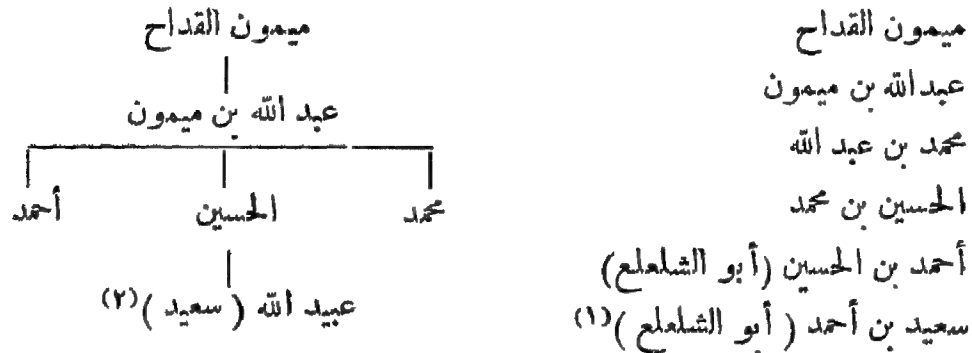 ميمون القداح
عبدالله بن ميمون
محمد بن عبد الله
الحسين بن محمد
أحمد بن الحسين (أبو الشلعلع)
سعيد بن أحمد ( أبو الشلعلع )(١)
ميمون القداح
عبد الله بن ميمون
محمد الحسين أحمد
عبيد الله ( سعيد )(٢)